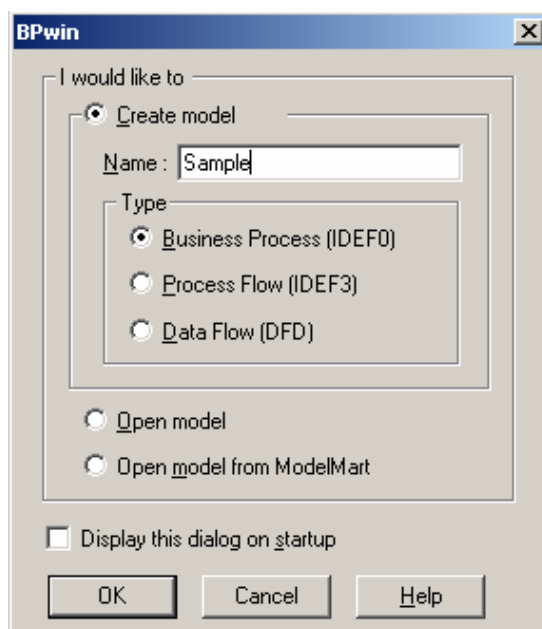 BPwin
I would like to
Create model
Name : Sample
Type
Business Process (IDEF0)
Process Flow (IDEF3)
Data Flow (DFD)
Open model
Open model from ModelMart
Display this dialog on startup
OK Cancel Help